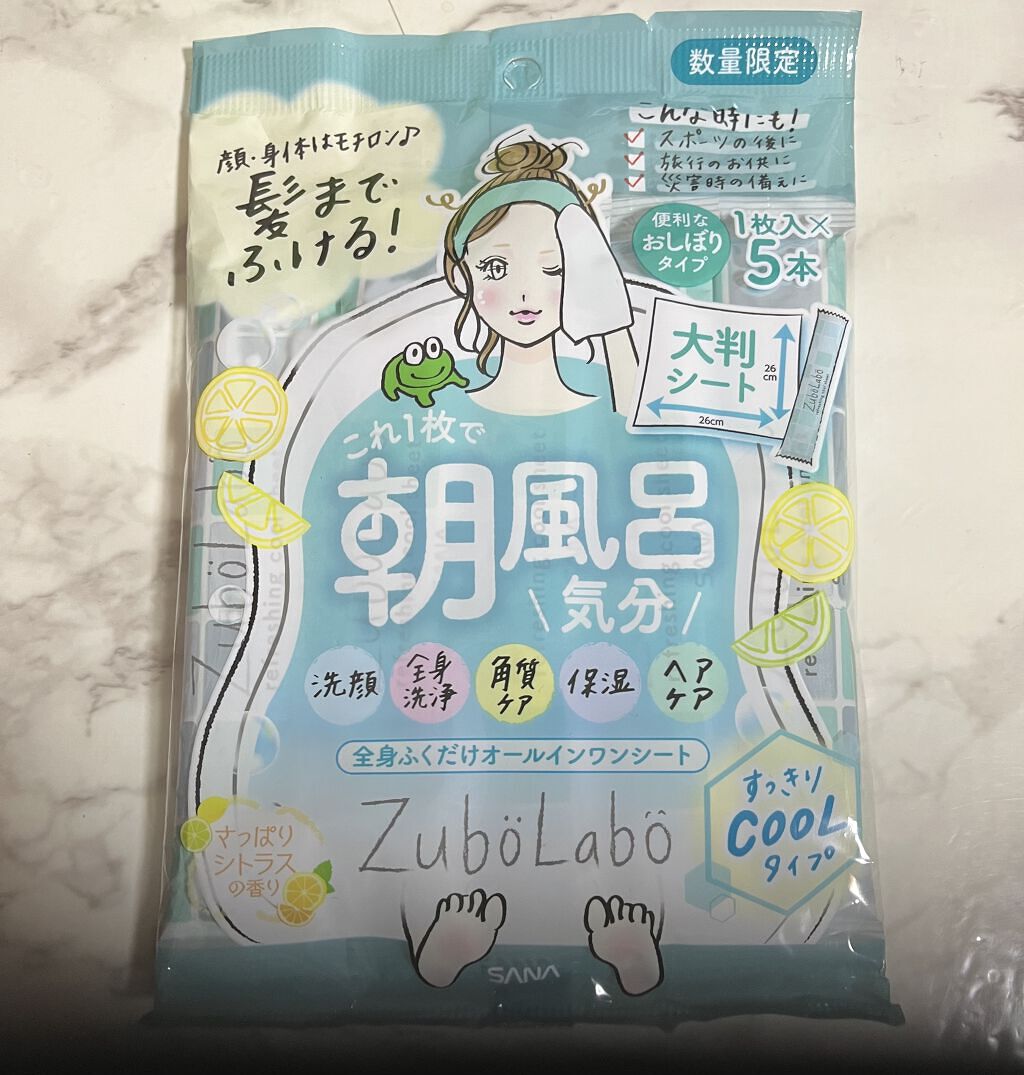 数量限定
顔・身体はモチロン♪
髪まで
ふける!
こんな時にも!
スポーツの後に
旅行のお供に
災害時の備えに
便利な
おしぼり
タイプ
1枚入×
5本
大判
シート
26
cm
26cm
ZuböLabö
これ1枚で
朝風呂
\気分/
洗顔
全身
洗浄
角質
ケア
保湿
ヘア
ケア
全身ふくだけオールインワンシート
ZuböLabö
すっきり
COOL
タイプ
さっぱり
シトラス
の香り
SANA